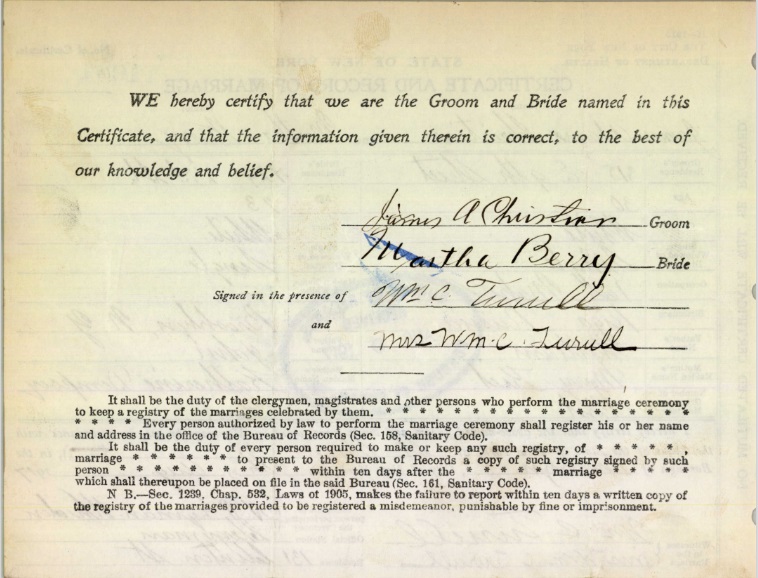 WE hereby certify that we are the Groom and Bride named in this
Certificate, and that the information given therein is correct, to the best of
our knowledge and belief.
James A Christian Groom
Martha Berry Bride
Signed in the presence of Wm C. Turrell
and
Mrs Wm. C. Turrell
It shall be the duty of the clergymen, magistrates and other persons who perform the marriage ceremony
to keep a registry of the marriages celebrated by them. * * * * * * * * * * * * * * * * * *
* * * * Every person authorized by law to perform the marriage ceremony shall register his or her name
and address in the office of the Bureau of Records (Sec. 158, Sanitary Code).
It shall be the duty of every person required to make or keep any such registry, of * * * * * ,
marriage * * * * * to present to the Bureau of Records a copy of such registry signed by such
person * * * * * * * * * * within ten days after the * * * * * marriage * * * * *
which shall thereupon be placed on file in the said Bureau (Sec. 161, Sanitary Code).
N B.—Sec. 1239, Chap. 532, Laws of 1905, makes the failure to report within ten days a written copy of
the registry of the marriages provided to be registered a misdemeanor, punishable by fine or imprisonment.